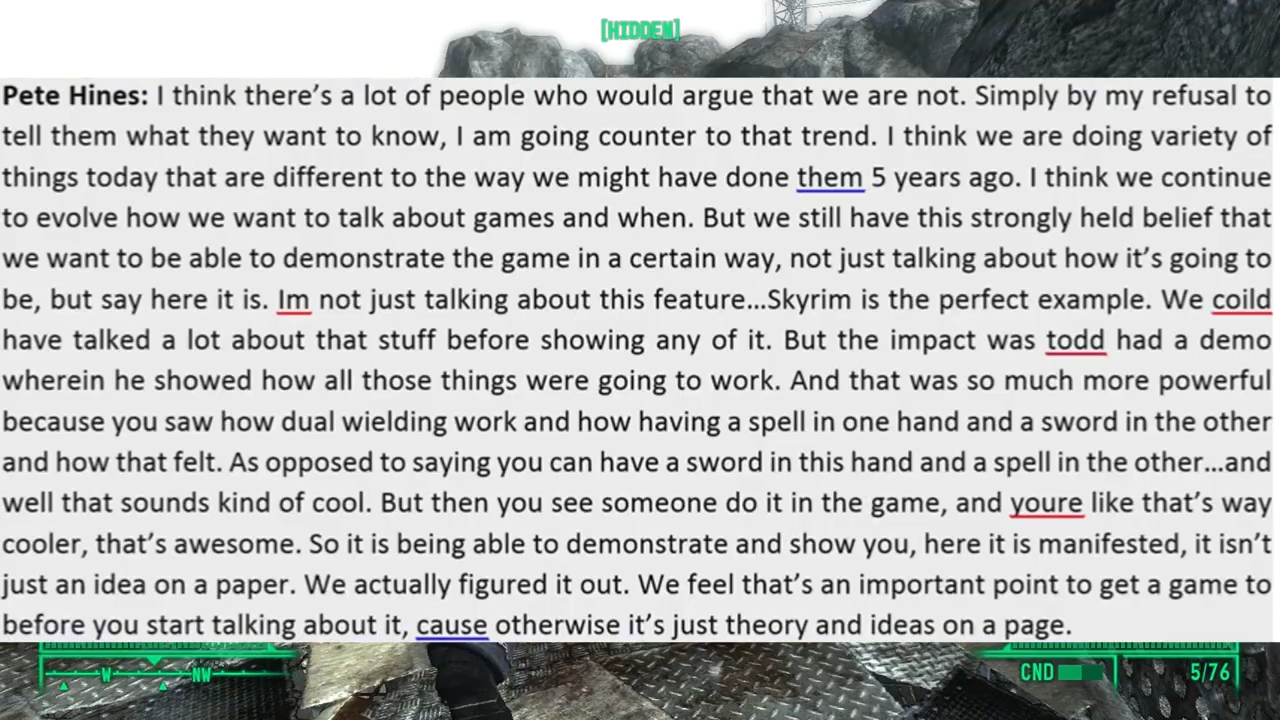 [HIDDEN]
Pete Hines: I think there’s a lot of people who would argue that we are not. Simply by my refusal to
tell them what they want to know, I am going counter to that trend. I think we are doing variety of
things today that are different to the way we might have done them 5 years ago. I think we continue
to evolve how we want to talk about games and when. But we still have this strongly held belief that
we want to be able to demonstrate the game in a certain way, not just talking about how it’s going to
be, but say here it is. Im not just talking about this feature…Skyrim is the perfect example. We coild
have talked a lot about that stuff before showing any of it. But the impact was todd had a demo
wherein he showed how all those things were going to work. And that was so much more powerful
because you saw how dual wielding work and how having a spell in one hand and a sword in the other
and how that felt. As opposed to saying you can have a sword in this hand and a spell in the other…and
well that sounds kind of cool. But then you see someone do it in the game, and youre like that’s way
cooler, that’s awesome. So it is being able to demonstrate and show you, here it is manifested, it isn’t
just an idea on a paper. We actually figured it out. We feel that’s an important point to get a game to
before you start talking about it, cause otherwise it’s just theory and ideas on a page.
W NW CND 5/76